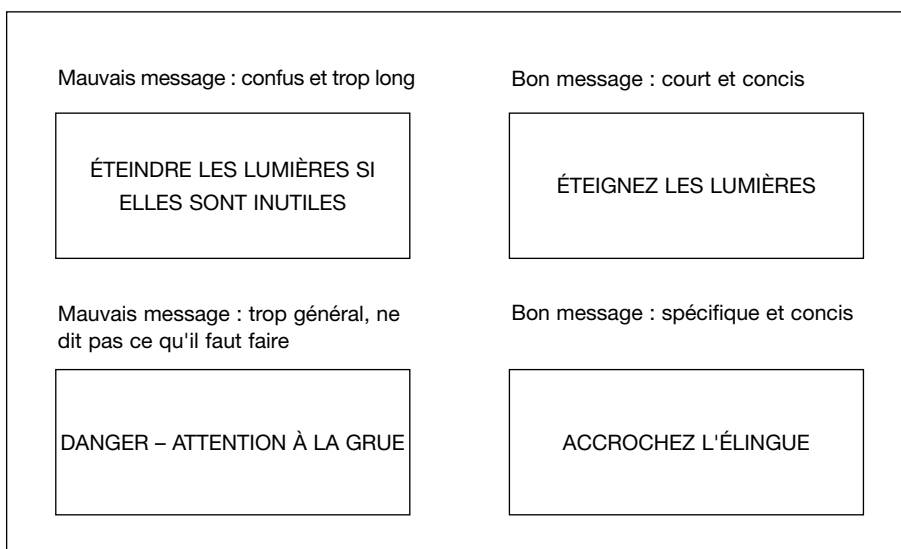 Mauvais message : confus et trop long
ÉTEINDRE LES LUMIÈRES SI
ELLES SONT INUTILES
Bon message : court et concis
ÉTEIGNEZ LES LUMIÈRES
Mauvais message : trop général, ne
dit pas ce qu'il faut faire
DANGER – ATTENTION À LA GRUE
Bon message : spécifique et concis
ACCROCHEZ L'ÉLINGUE